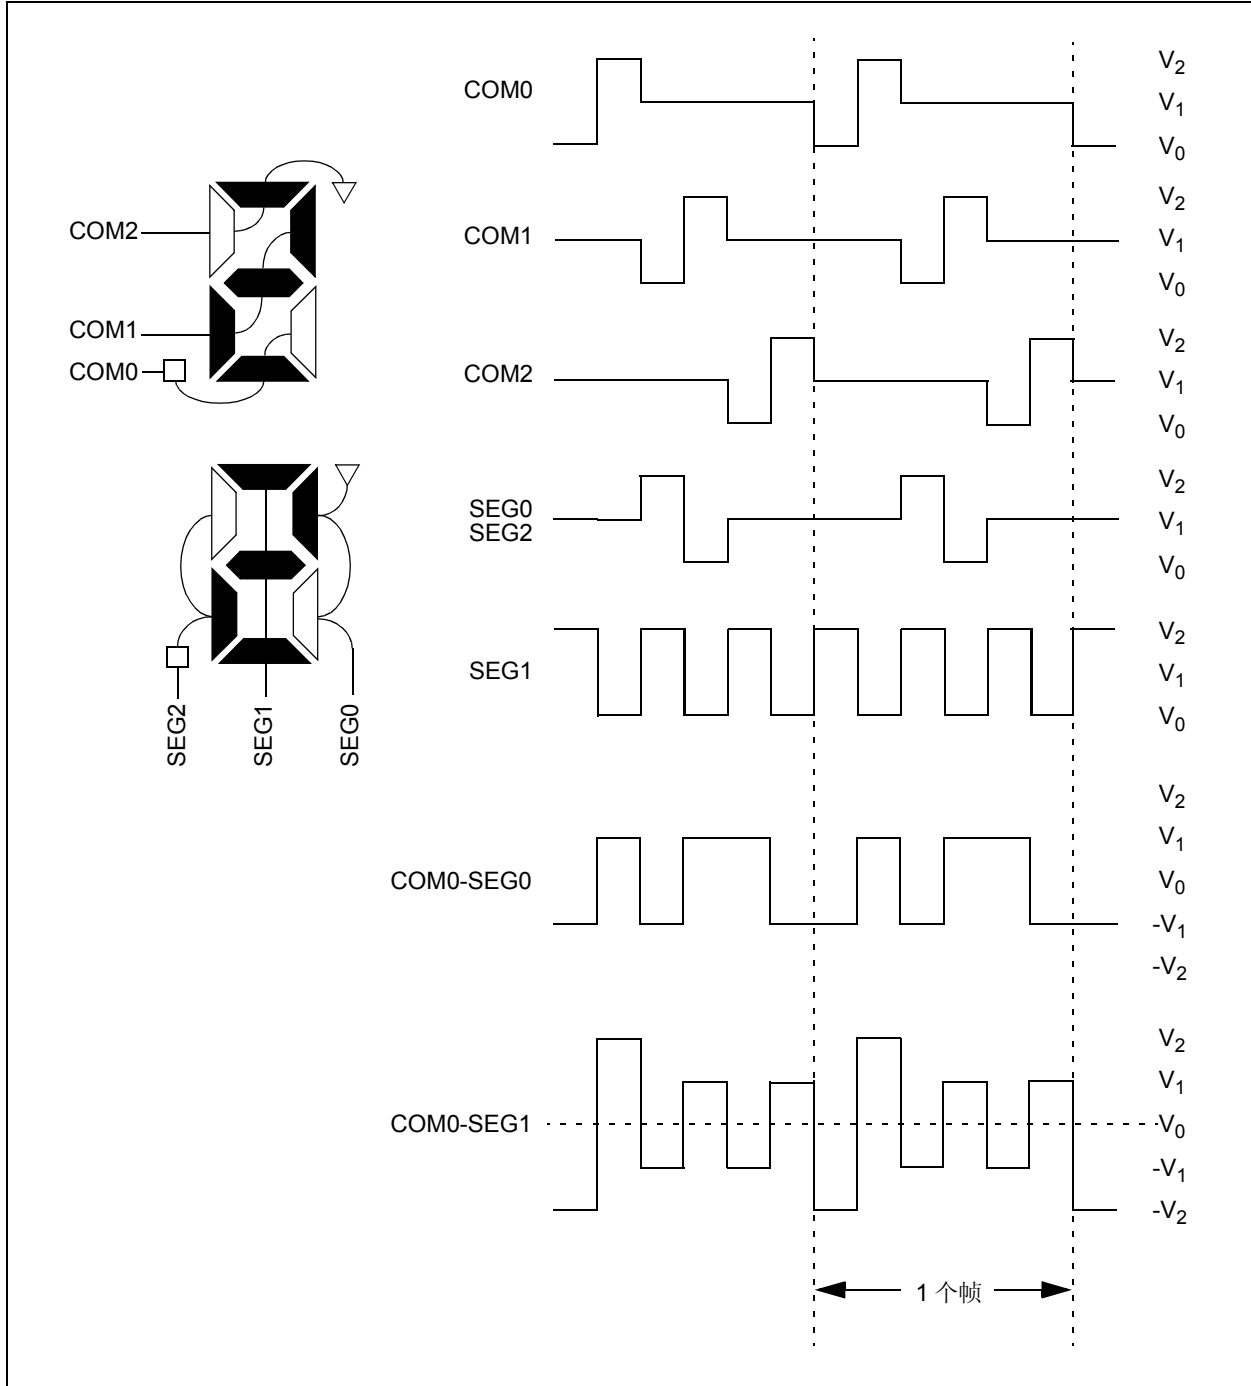 COM2
COM1
COM0
SEG2
SEG1
SEG0
COM0
V2
V1
V0
COM1
V2
V1
V0
COM2
V2
V1
V0
SEG0
SEG2
V2
V1
V0
SEG1
V2
V1
V0
COM0-SEG0
V2
V1
V0
-V1
-V2
COM0-SEG1
V2
V1
V0
-V1
-V2
1 个帧